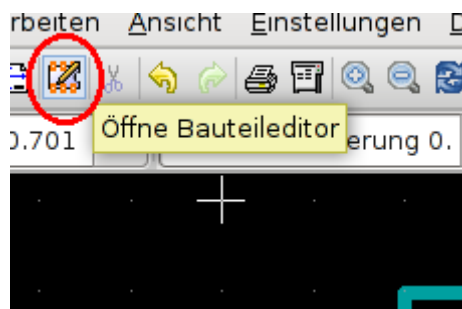 rbeiten Ansicht Einstellungen
0.701
Öffne Bauteileditor
erung 0.